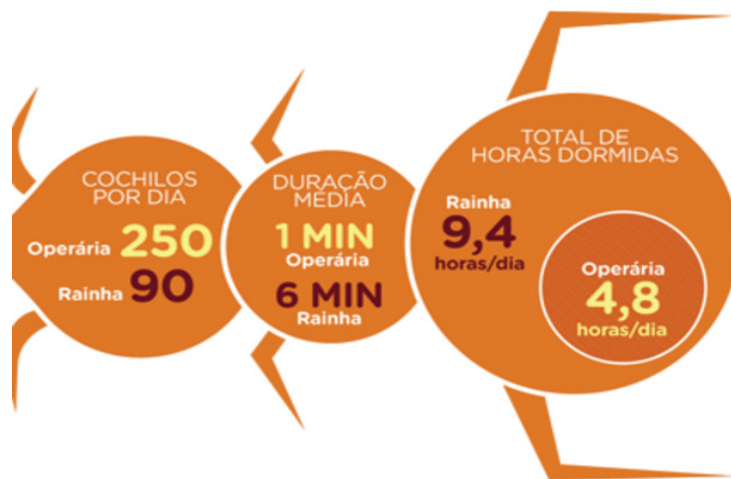 COCHILOS
POR DIA
Operária 250
Rainha 90
DURAÇÃO
MÉDIA
1 MIN
Operária
6 MIN
Rainha
TOTAL DE
HORAS DORMIDAS
Rainha
9,4
horas/dia
Operária
4,8
horas/dia